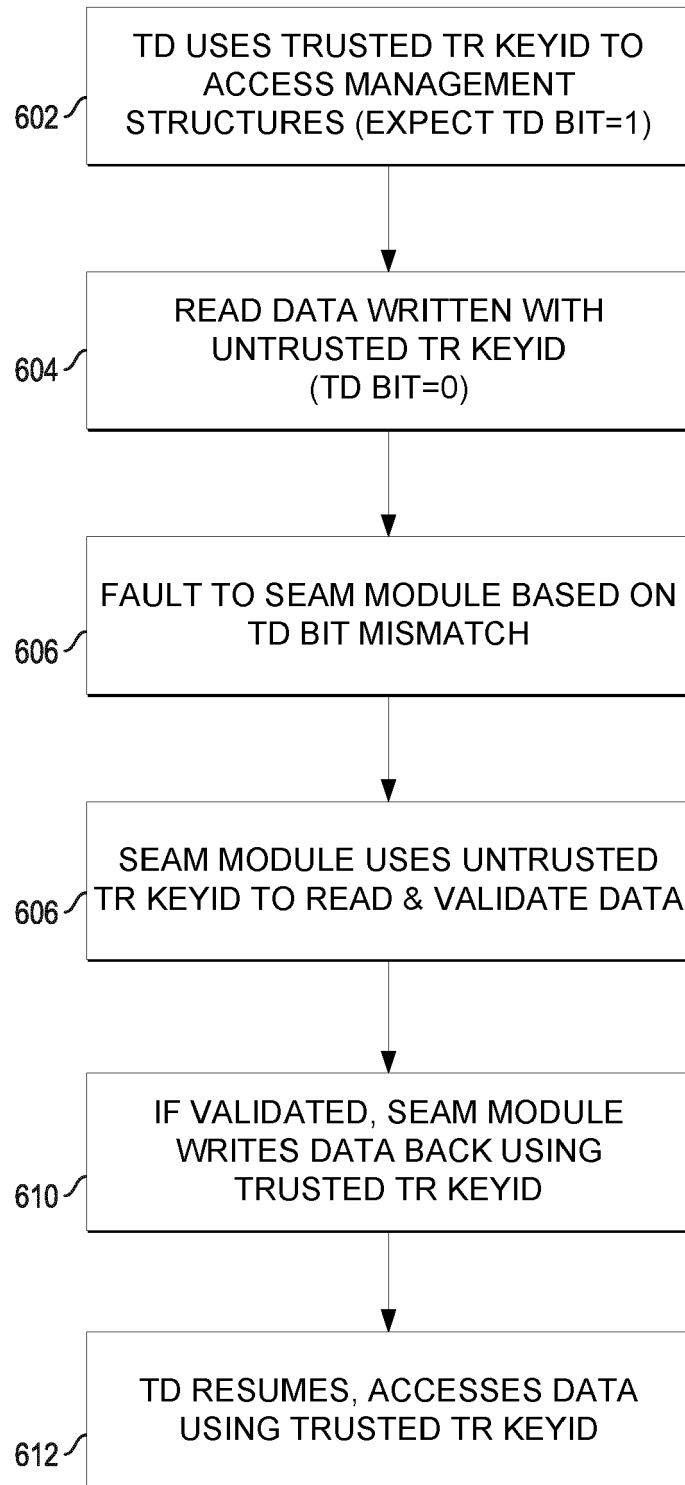 TD USES TRUSTED TR KEYID TO
ACCESS MANAGEMENT
STRUCTURES (EXPECT TD BIT=1)
602
READ DATA WRITTEN WITH
UNTRUSTED TR KEYID
(TD BIT=0)
604
FAULT TO SEAM MODULE BASED ON
TD BIT MISMATCH
606
SEAM MODULE USES UNTRUSTED
TR KEYID TO READ & VALIDATE DATA
606
IF VALIDATED, SEAM MODULE
WRITES DATA BACK USING
TRUSTED TR KEYID
610
TD RESUMES, ACCESSES DATA
USING TRUSTED TR KEYID
612